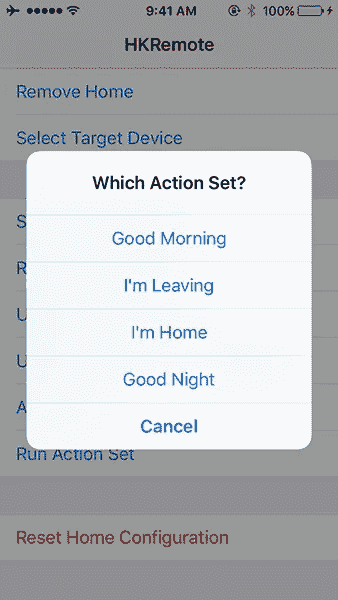 9:41 AM 100%
HKRemote
Remove Home
Select Target Device
Which Action Set?
Good Morning
I'm Leaving
I'm Home
Good Night
Cancel
Run Action Set
Reset Home Configuration